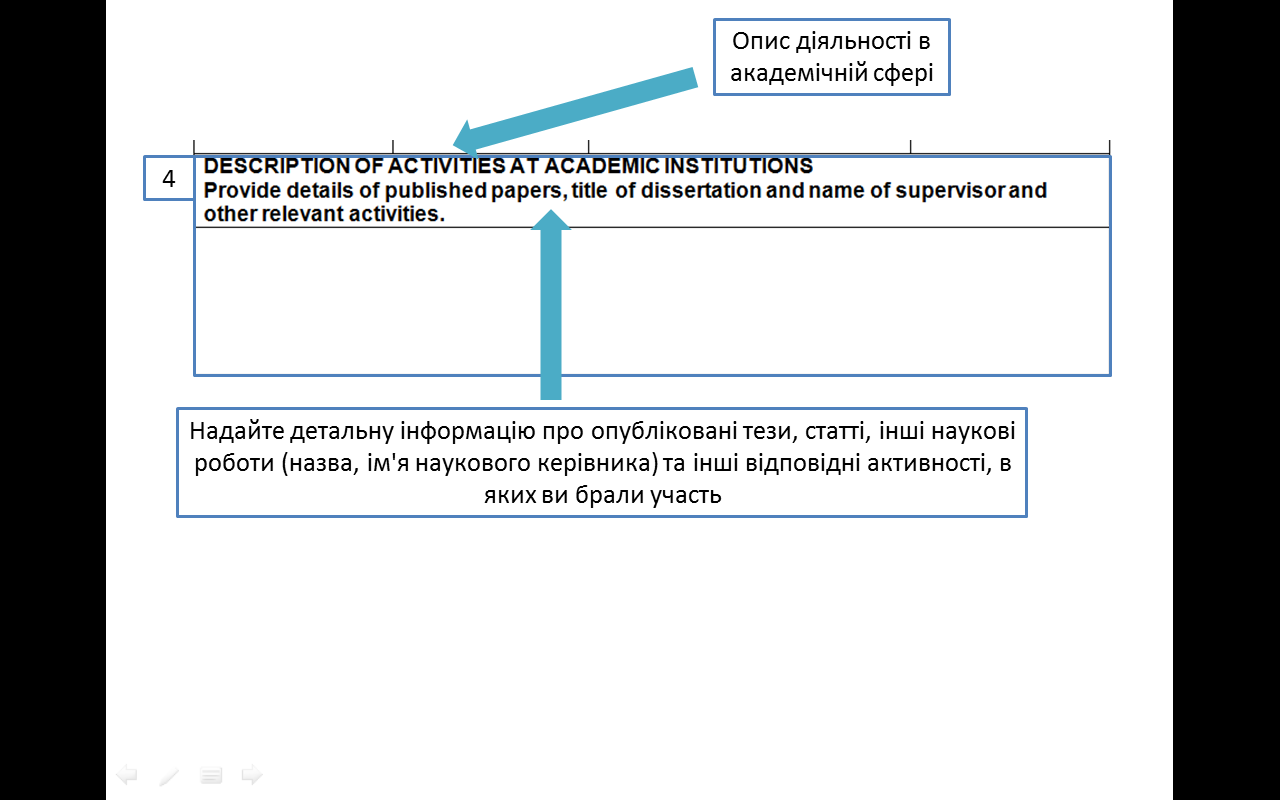 Опис діяльності в
академічній сфері
4
DESCRIPTION OF ACTIVITIES AT ACADEMIC INSTITUTIONS
Provide details of published papers, title of dissertation and name of supervisor and
other relevant activities.
Надайте детальну інформацію про опубліковані тези, статті, інші наукові
роботи (назва, ім'я наукового керівника) та інші відповідні активності, в
яких ви брали участь